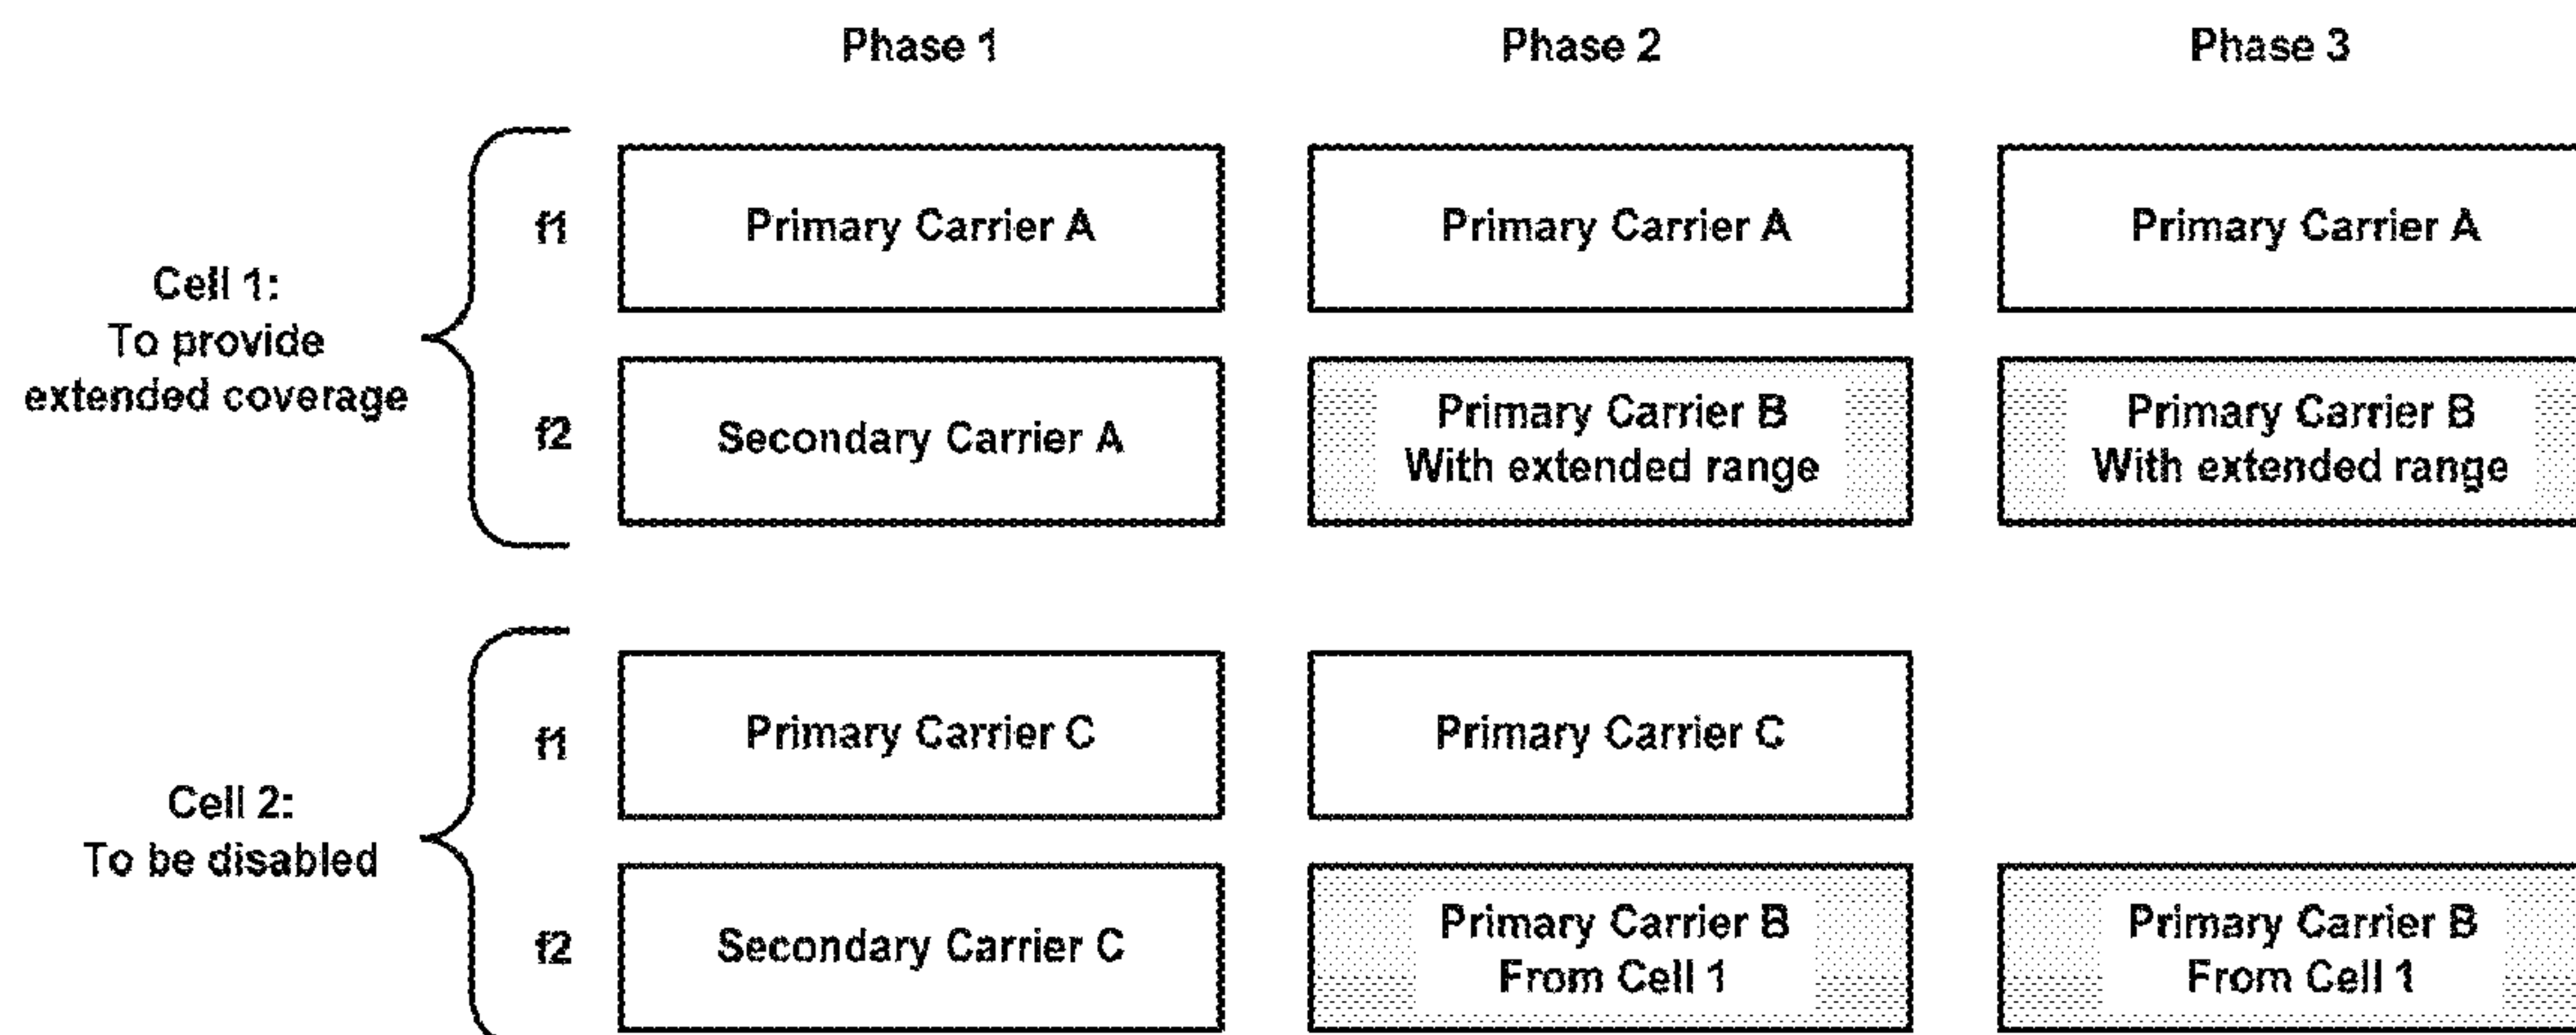 Phase 1 Phase 2 Phase 3
f1 Primary Carrier A Primary Carrier A Primary Carrier A
Cell 1:
To provide
extended coverage
f2 Secondary Carrier A
Primary Carrier B
With extended range
Primary Carrier B
With extended range
f1 Primary Carrier C Primary Carrier C
Cell 2:
To be disabled
f2 Secondary Carrier C
Primary Carrier B
From Cell 1
Primary Carrier B
From Cell 1